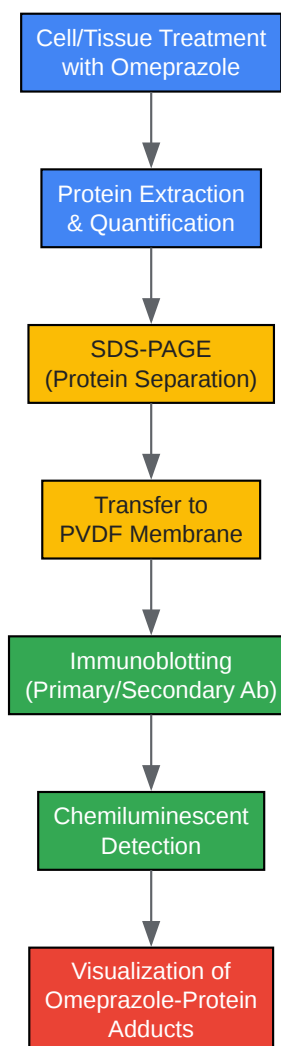 Cell/Tissue Treatment
with Omeprazole
Protein Extraction
& Quantification
SDS-PAGE
(Protein Separation)
Transfer to
PVDF Membrane
Immunoblotting
(Primary/Secondary Ab)
Chemiluminescent
Detection
Visualization of
Omeprazole-Protein
Adducts